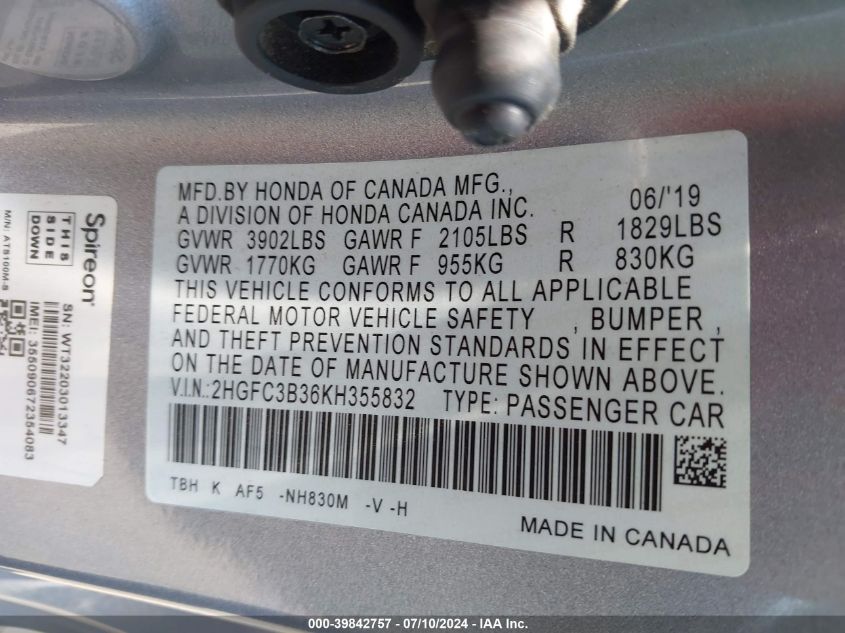 MFD.BY HONDA OF CANADA MFG., 06/'19
A DIVISION OF HONDA CANADA INC.
GVWR 3902LBS GAWR F 2105LBS R 1829LBS
GVWR 1770KG GAWR F 955KG R 830KG
THIS VEHICLE CONFORMS TO ALL APPLICABLE
FEDERAL MOTOR VEHICLE SAFETY , BUMPER ,
AND THEFT PREVENTION STANDARDS IN EFFECT
ON THE DATE OF MANUFACTURE SHOWN ABOVE.
V.I.N.:2HGFC3B36KH355832 TYPE: PASSENGER CAR
TBH K AF5 -NH830M -V -H
MADE IN CANADA
Spireon
THIS
SIDE
DOWN
M/N: ATS100M-S
SN: WT32203013347
IMEI: 355090672354083
000-39842757 - 07/10/2024 - IAA Inc.